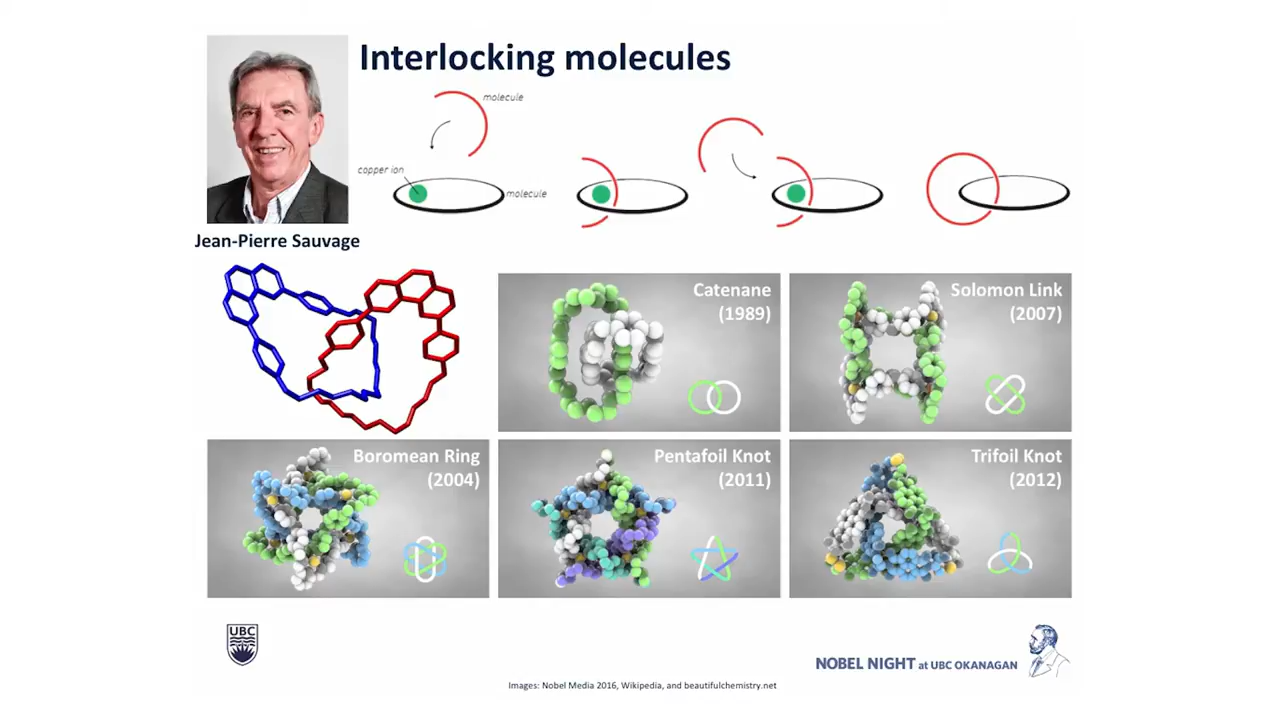 Interlocking molecules
molecule
copper ion
molecule
Jean-Pierre Sauvage
Catenane
(1989)
Solomon Link
(2007)
Boromean Ring
(2004)
Pentafoil Knot
(2011)
Trifoil Knot
(2012)
UBC
NOBEL NIGHT at UBC OKANAGAN
Images: Nobel Media 2016, Wikipedia, and beautifulchemistry.net